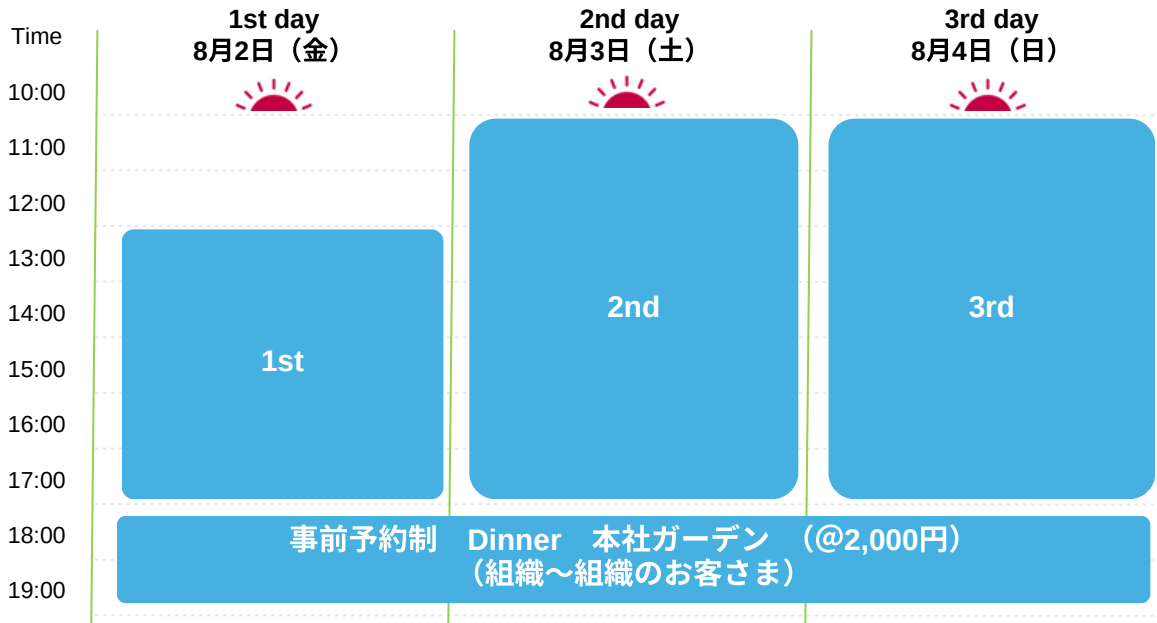 Time
1st day
8月2日（金）
2nd day
8月3日（土）
3rd day
8月4日（日）
10:00
11:00
12:00
13:00
14:00
15:00
16:00
17:00
18:00
19:00
1st
2nd
3rd
事前予約制　Dinner　本社ガーデン　（@2,000円）
（組織～組織のお客さま）